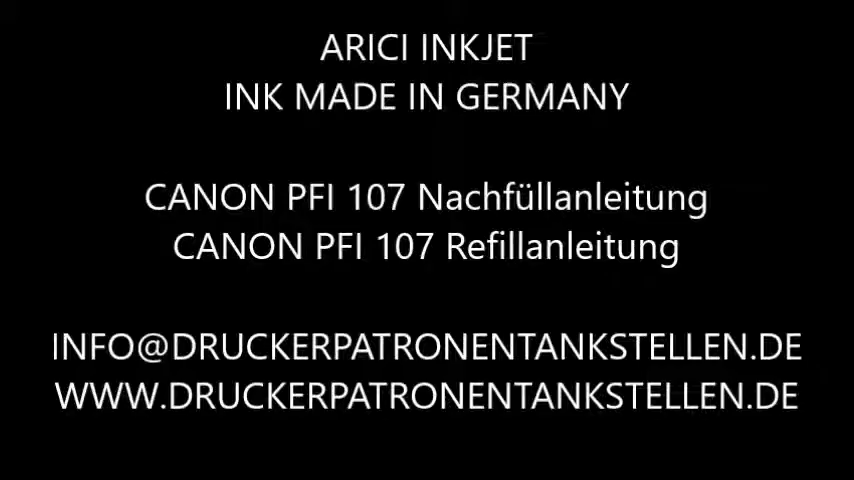 ARICI INKJET
INK MADE IN GERMANY
CANON PFI 107 Nachfüllanleitung
CANON PFI 107 Refillanleitung
INFO@DRUCKERPATRONENTANKSTELLEN.DE
WWW.DRUCKERPATRONENTANKSTELLEN.DE